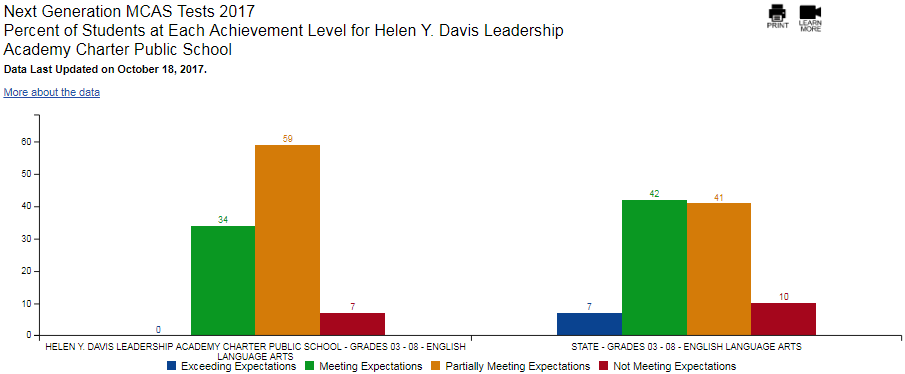 Next Generation MCAS Tests 2017
Percent of Students at Each Achievement Level for Helen Y. Davis Leadership
Academy Charter Public School
Data Last Updated on October 18, 2017.
More about the data
PRINT
LEARN
MORE
60
50
40
30
20
10
0
0
34
59
7
7
42
41
10
HELEN Y. DAVIS LEADERSHIP ACADEMY CHARTER PUBLIC SCHOOL - GRADES 03 - 08 - ENGLISH
LANGUAGE ARTS
STATE - GRADES 03 - 08 - ENGLISH LANGUAGE ARTS
Exceeding Expectations Meeting Expectations Partially Meeting Expectations Not Meeting Expectations